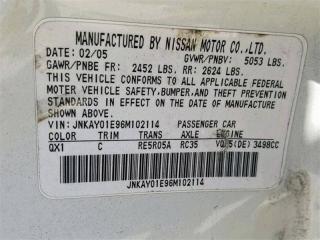 MANUFACTURED BY NISSAN MOTOR CO.,LTD.
DATE: 02/05 GVWR/PNBV: 5053 LBS.
GAWR/PNBE FR: 2452 LBS. RR: 2624 LBS.
THIS VEHICLE CONFORMS TO ALL APPLICABLE FEDERAL
MOTOR VEHICLE SAFETY,BUMPER,AND THEFT PREVENTION
STANDARDS IN EFFECT ON THE DATE OF MANUFACTURE
SHOWN ABOVE.
VIN:JNKAY01E96M102114 PASSENGER CAR
COLOR TRIM TRANS AXLE ENGINE
QX1 C RE5R05A RC35 (DE) 3498CC
JNKAY01E96M102114